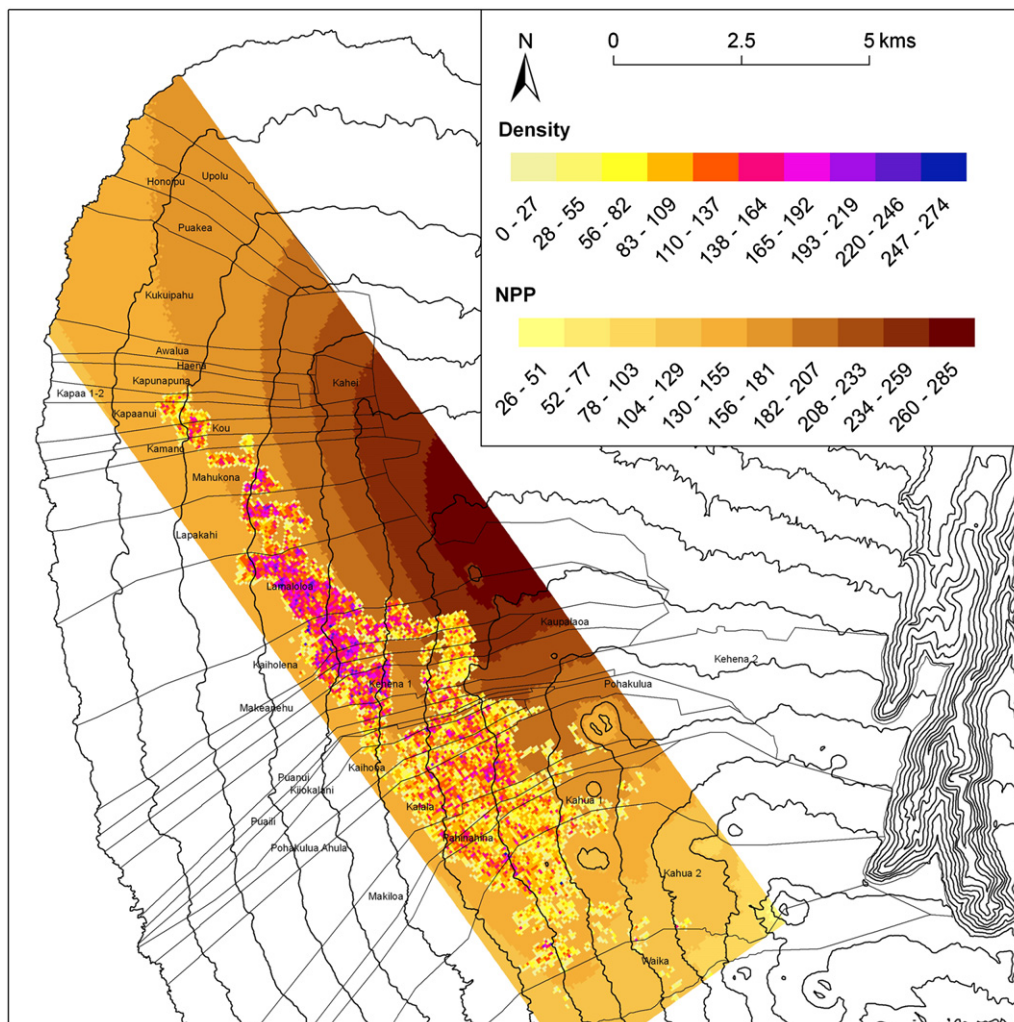 N
0 2.5 5 kms
Density
0 - 27
28 - 55
56 - 82
83 - 109
110 - 137
138 - 164
165 - 192
193 - 219
220 - 246
247 - 274
NPP
26 - 51
52 - 77
78 - 103
104 - 129
130 - 155
156 - 181
182 - 207
208 - 233
234 - 259
260 - 285
Upolu
Honoipu
Puakea
Kukuipahu
Awalua
Haena
Kapunapuna
Kahei
Kapaa 1-2
Kapaanui
Kou
Kamano
Mahukona
Lapakahi
Lamaloloa
Kaupalaoa
Kehena 2
Kaiholena
Kehena 1
Pohakulua
Makeanehu
Kaihooa
Puanui
Kiiokalani
Kahua 1
Kalala
Puaili
Pahinahina
Pohakulua Ahula
Kahua 2
Makiloa
Waika